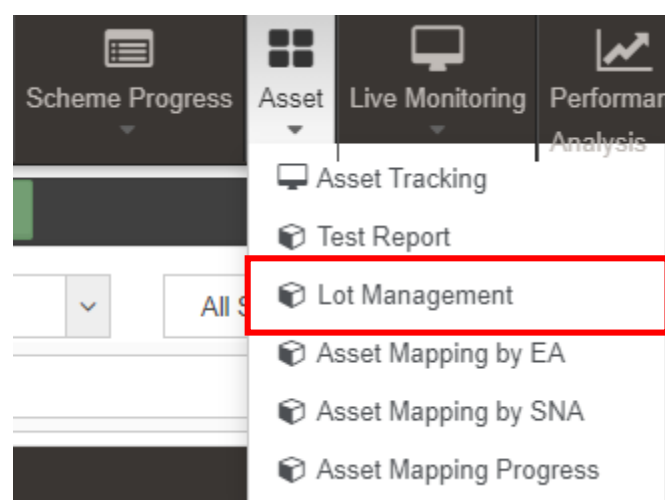 Scheme Progress
Asset
Live Monitoring
Analysis
Asset Tracking
Test Report
All
Lot Management
Asset Mapping by EA
Asset Mapping by SNA
Asset Mapping Progress